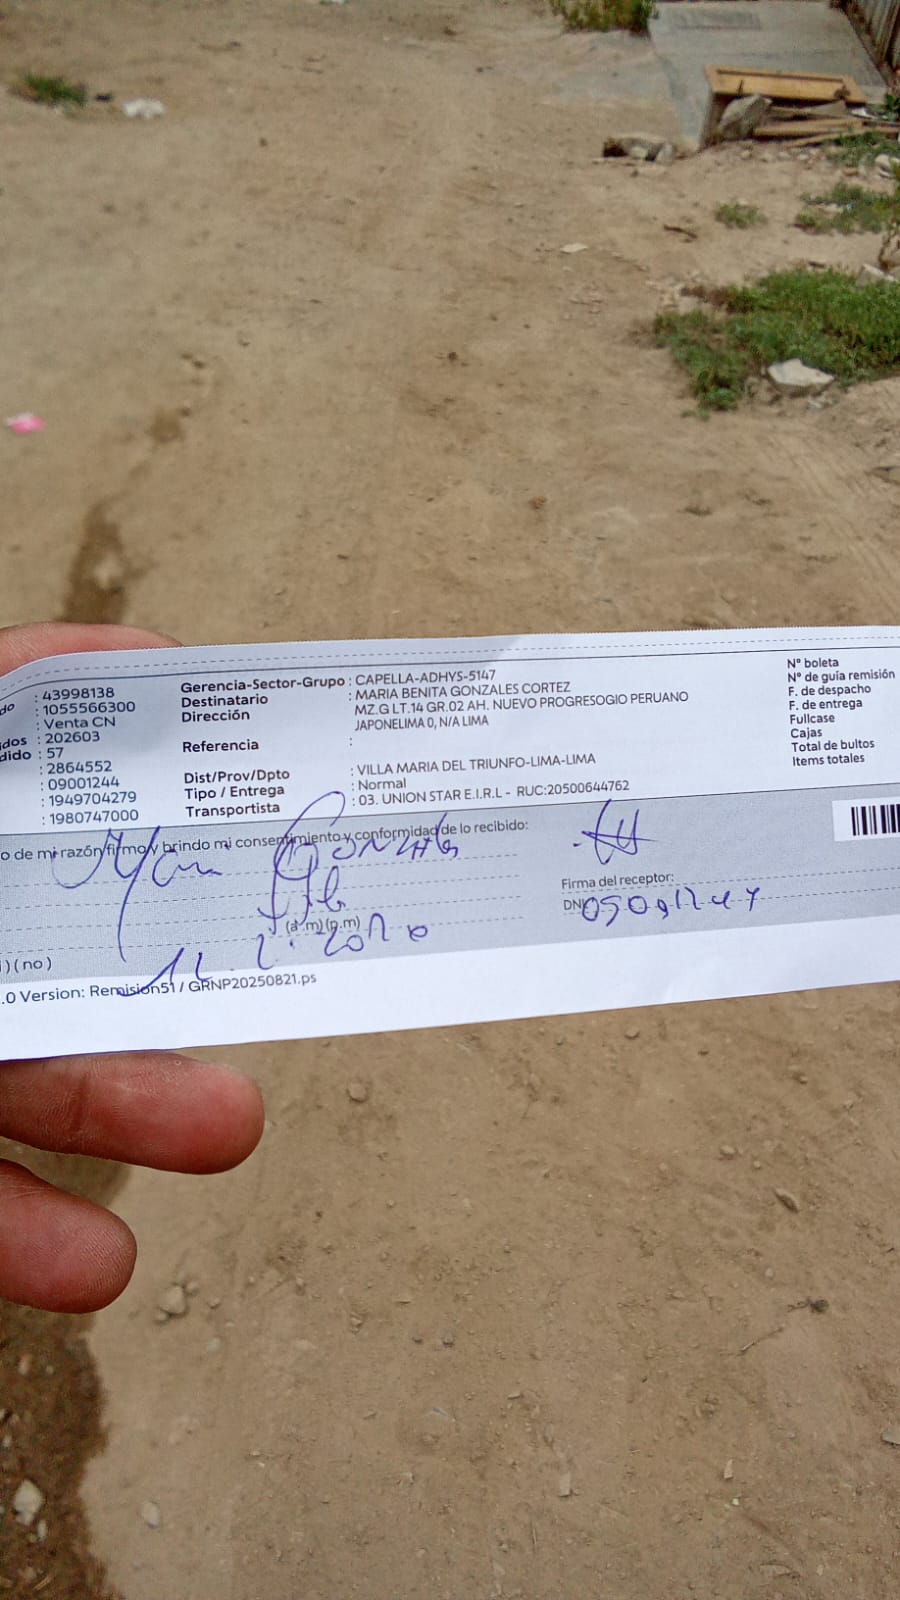 do : 43998138
: 1055566300
: Venta CN
dos : 202603
dido : 57
: 2864552
: 09001244
: 1949704279
: 1980747000
Gerencia-Sector-Grupo : CAPELLA-ADHYS-5147
Destinatario : MARIA BENITA GONZALES CORTEZ
Dirección : MZ.G LT.14 GR.02 AH. NUEVO PROGRESOGIO PERUANO
JAPONELIMA 0, N/A LIMA
Referencia :
Dist/Prov/Dpto : VILLA MARIA DEL TRIUNFO-LIMA-LIMA
Tipo / Entrega : Normal
Transportista : 03. UNION STAR E.I.R.L - RUC:20500644762
N° boleta
N° de guía remisión
F. de despacho
F. de entrega
Fullcase
Cajas
Total de bultos
Items totales
o de mi razón firmo y brindo mi consentimiento y conformidad de lo recibido:
Firma del receptor:
DNI
(a .m) (p.m)
) ( no )
.0 Version: Remision51 / GRNP20250821.ps